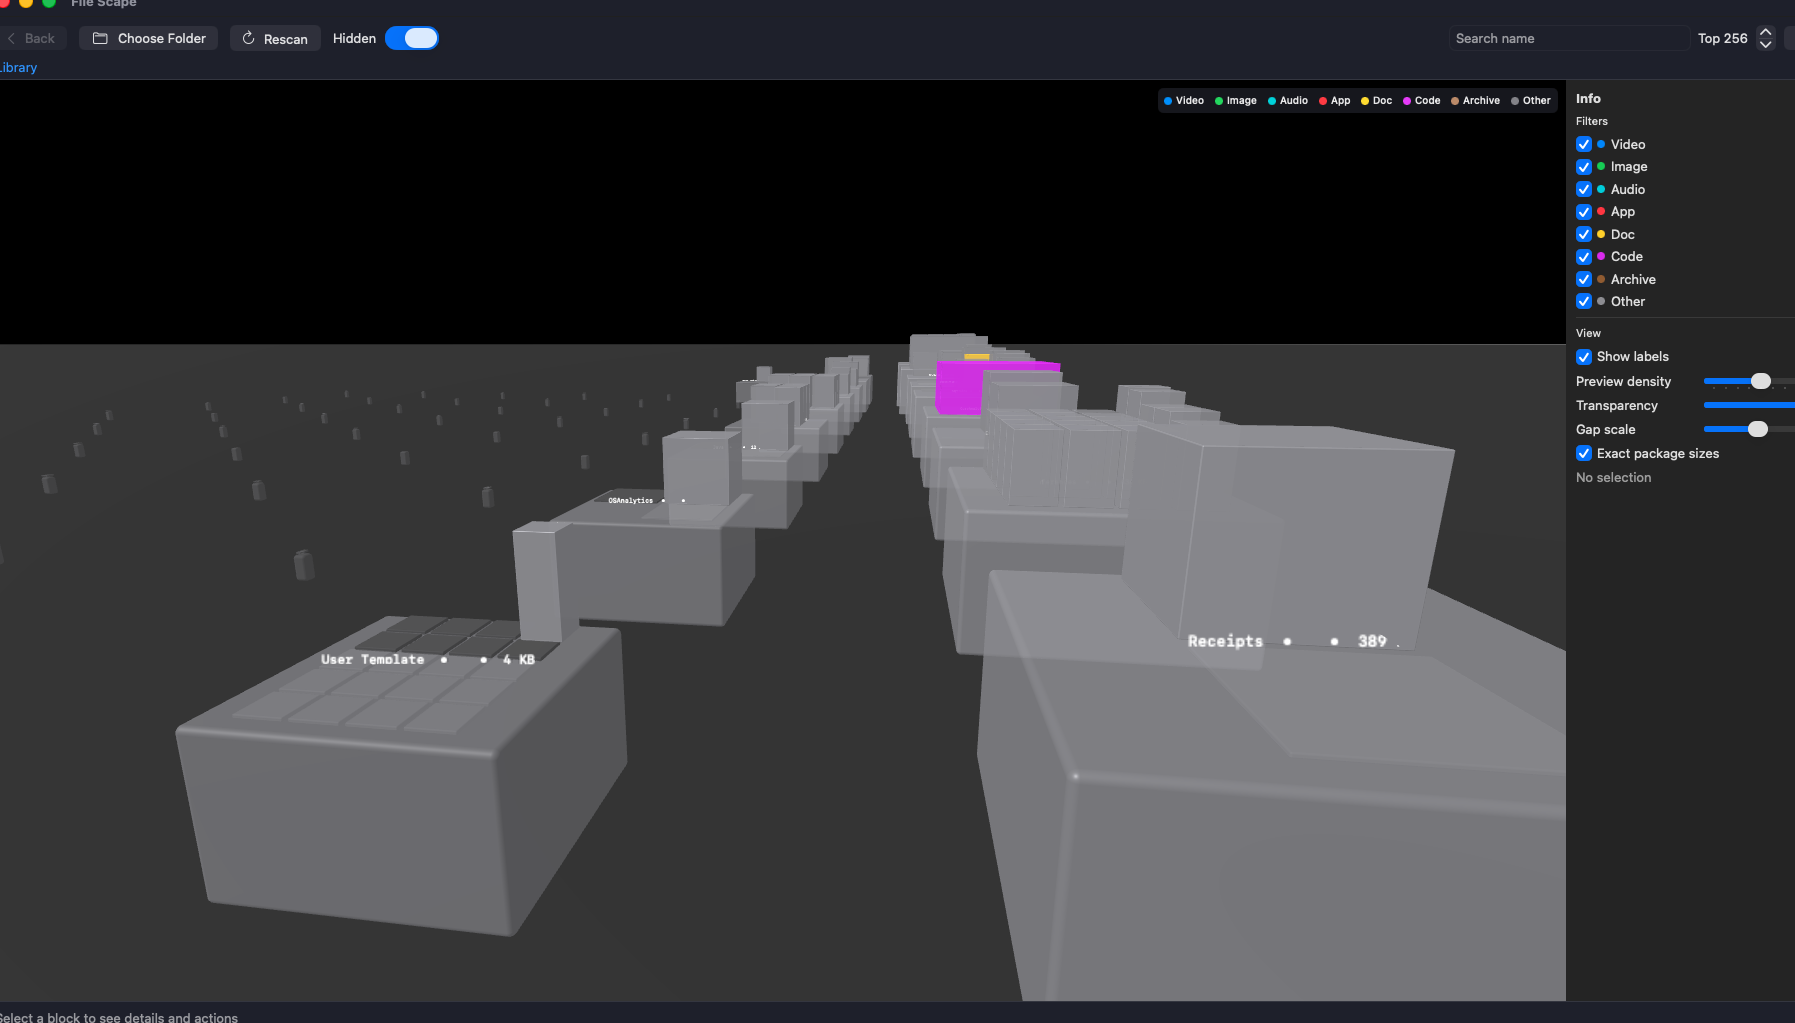 File Scape
Back
Choose Folder
Rescan
Hidden
Search name
Top 256
Library
Video
Image
Audio
App
Doc
Code
Archive
Other
Info
Filters
Video
Image
Audio
App
Doc
Code
Archive
Other
View
Show labels
Preview density
Transparency
Gap scale
Exact package sizes
No selection
OSAnalytics • •
User Template • • 4 KB
Receipts • • 389 .
Select a block to see details and actions